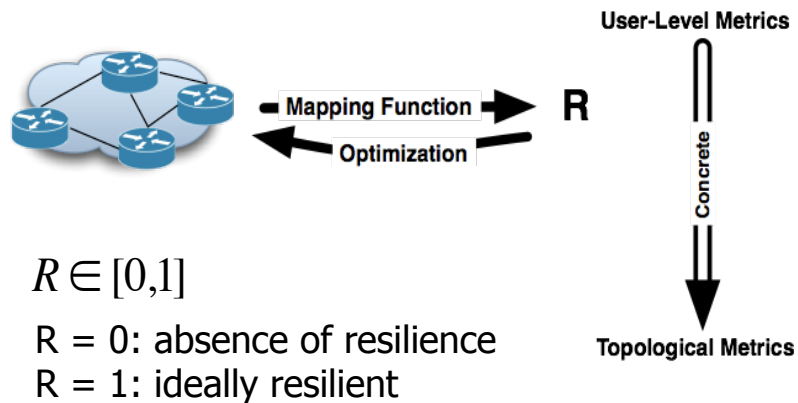 User-Level Metrics
Mapping Function
R
Optimization
Concrete
R ∈ [0,1]
R = 0: absence of resilience
R = 1: ideally resilient
Topological Metrics